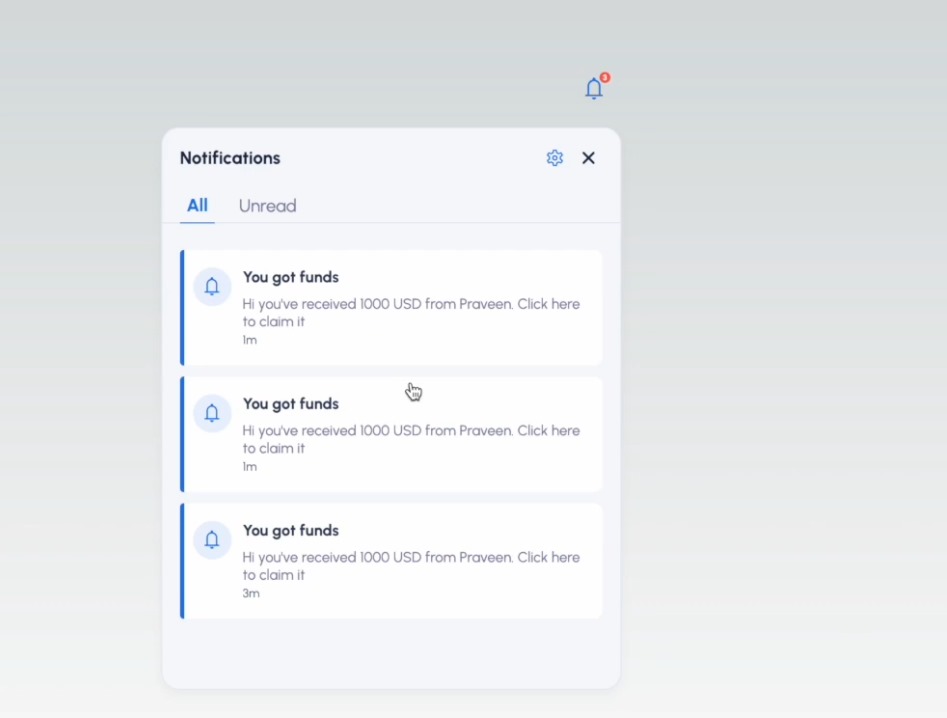 3
Notifications
All Unread
You got funds
Hi you've received 1000 USD from Praveen. Click here
to claim it
1m
You got funds
Hi you've received 1000 USD from Praveen. Click here
to claim it
1m
You got funds
Hi you've received 1000 USD from Praveen. Click here
to claim it
3m